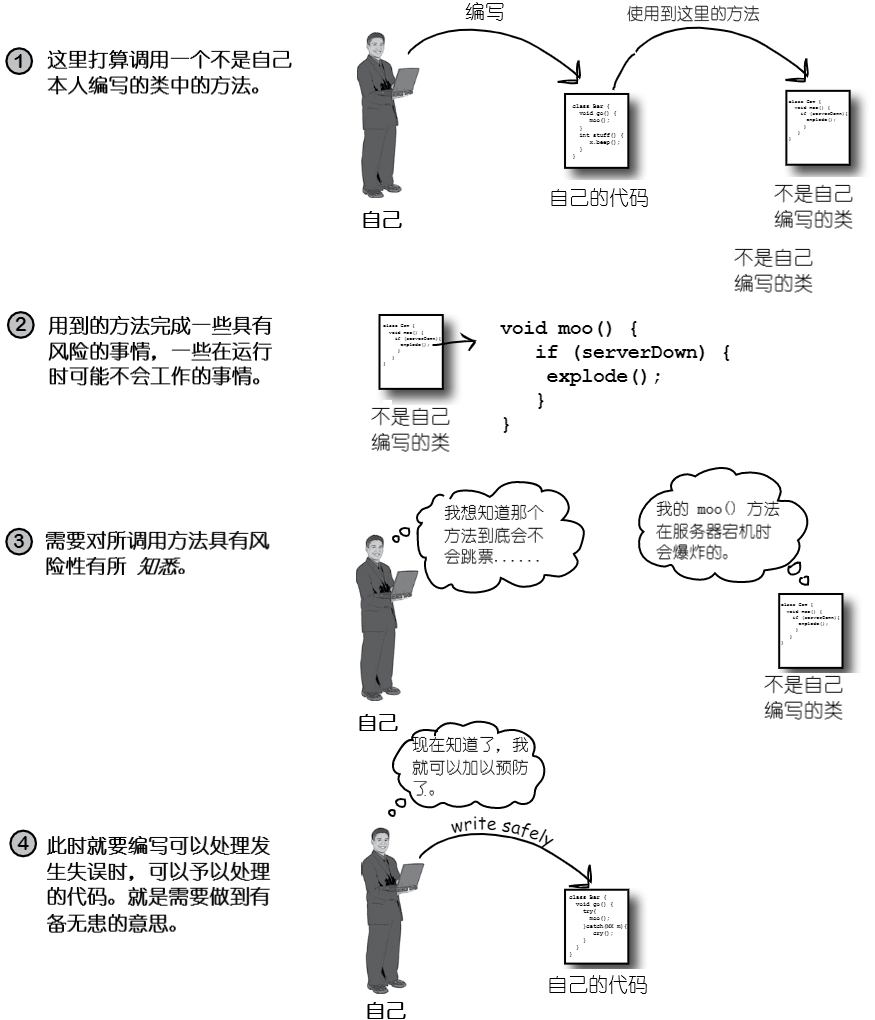 编写
使用到这里的方法
1
这里打算调用一个不是自己
本人编写的类中的方法。
class Bar {
void go() {
moo();
}
int stuff() {
x.beep();
}
}
class Cow {
void moo() {
if (serverDown){
explode();
}
}
}
自己
自己的代码
不是自己
编写的类
不是自己
编写的类
2
用到的方法完成一些具有
风险的事情，一些在运行
时可能不会工作的事情。
class Cow {
void moo() {
if (serverDown){
explode();
}
}
}
不是自己
编写的类
void moo() {
if (serverDown) {
explode();
}
}
3
需要对所调用方法具有风
险性有所 知悉。
我想知道那个
方法到底会不
会跳票......
自己
我的 moo() 方法
在服务器宕机时
会爆炸的。
class Cow {
void moo() {
if (serverDown){
explode();
}
}
}
不是自己
编写的类
现在知道了，我
就可以加以预防
了。
4
此时就要编写可以处理发
生失误时，可以予以处理
的代码。就是需要做到有
备无患的意思。
write safely
class Bar {
void go() {
try{
moo();
}catch(MX m){
cry();
}
}
}
自己
自己的代码